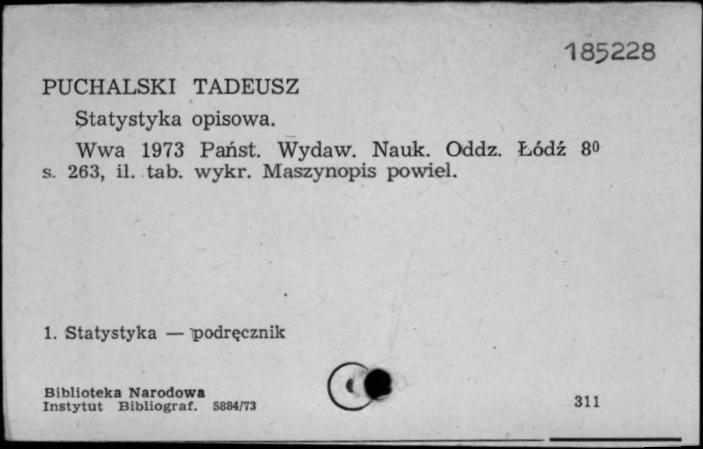 185228
PUCHALSKI TADEUSZ
Statystyka opisowa.
Wwa 1973 Państ. Wydaw. Nauk. Oddz. Łódź 8⁰
s. 263, il. tab. wykr. Maszynopis powiel.
1. Statystyka — podręcznik
Biblioteka Narodowa
Instytut Bibliograf. 5884/73
311